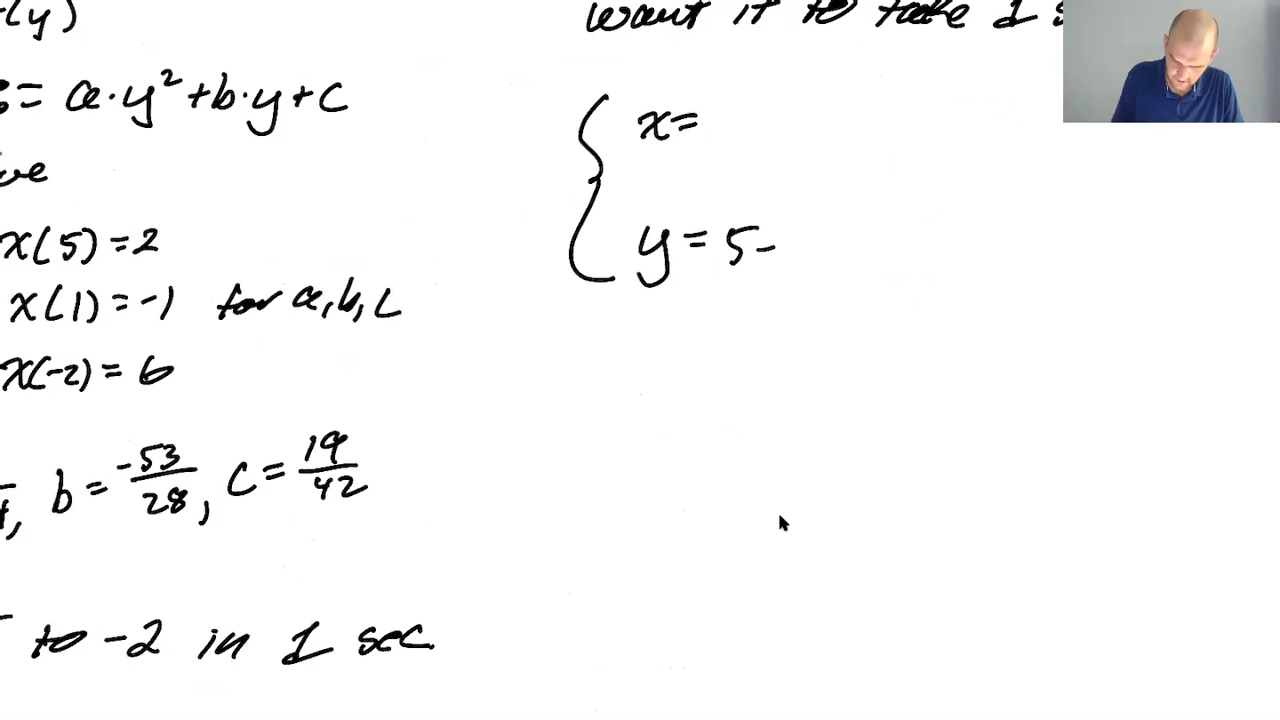 (y)
want it to take 1 s
= a·y²+b·y+c
x=
x(5)=2
y=5-
x(1)=-1 for a,b,c
x(-2)=6
b=-53/28, c=19/42
to -2 in 1 sec